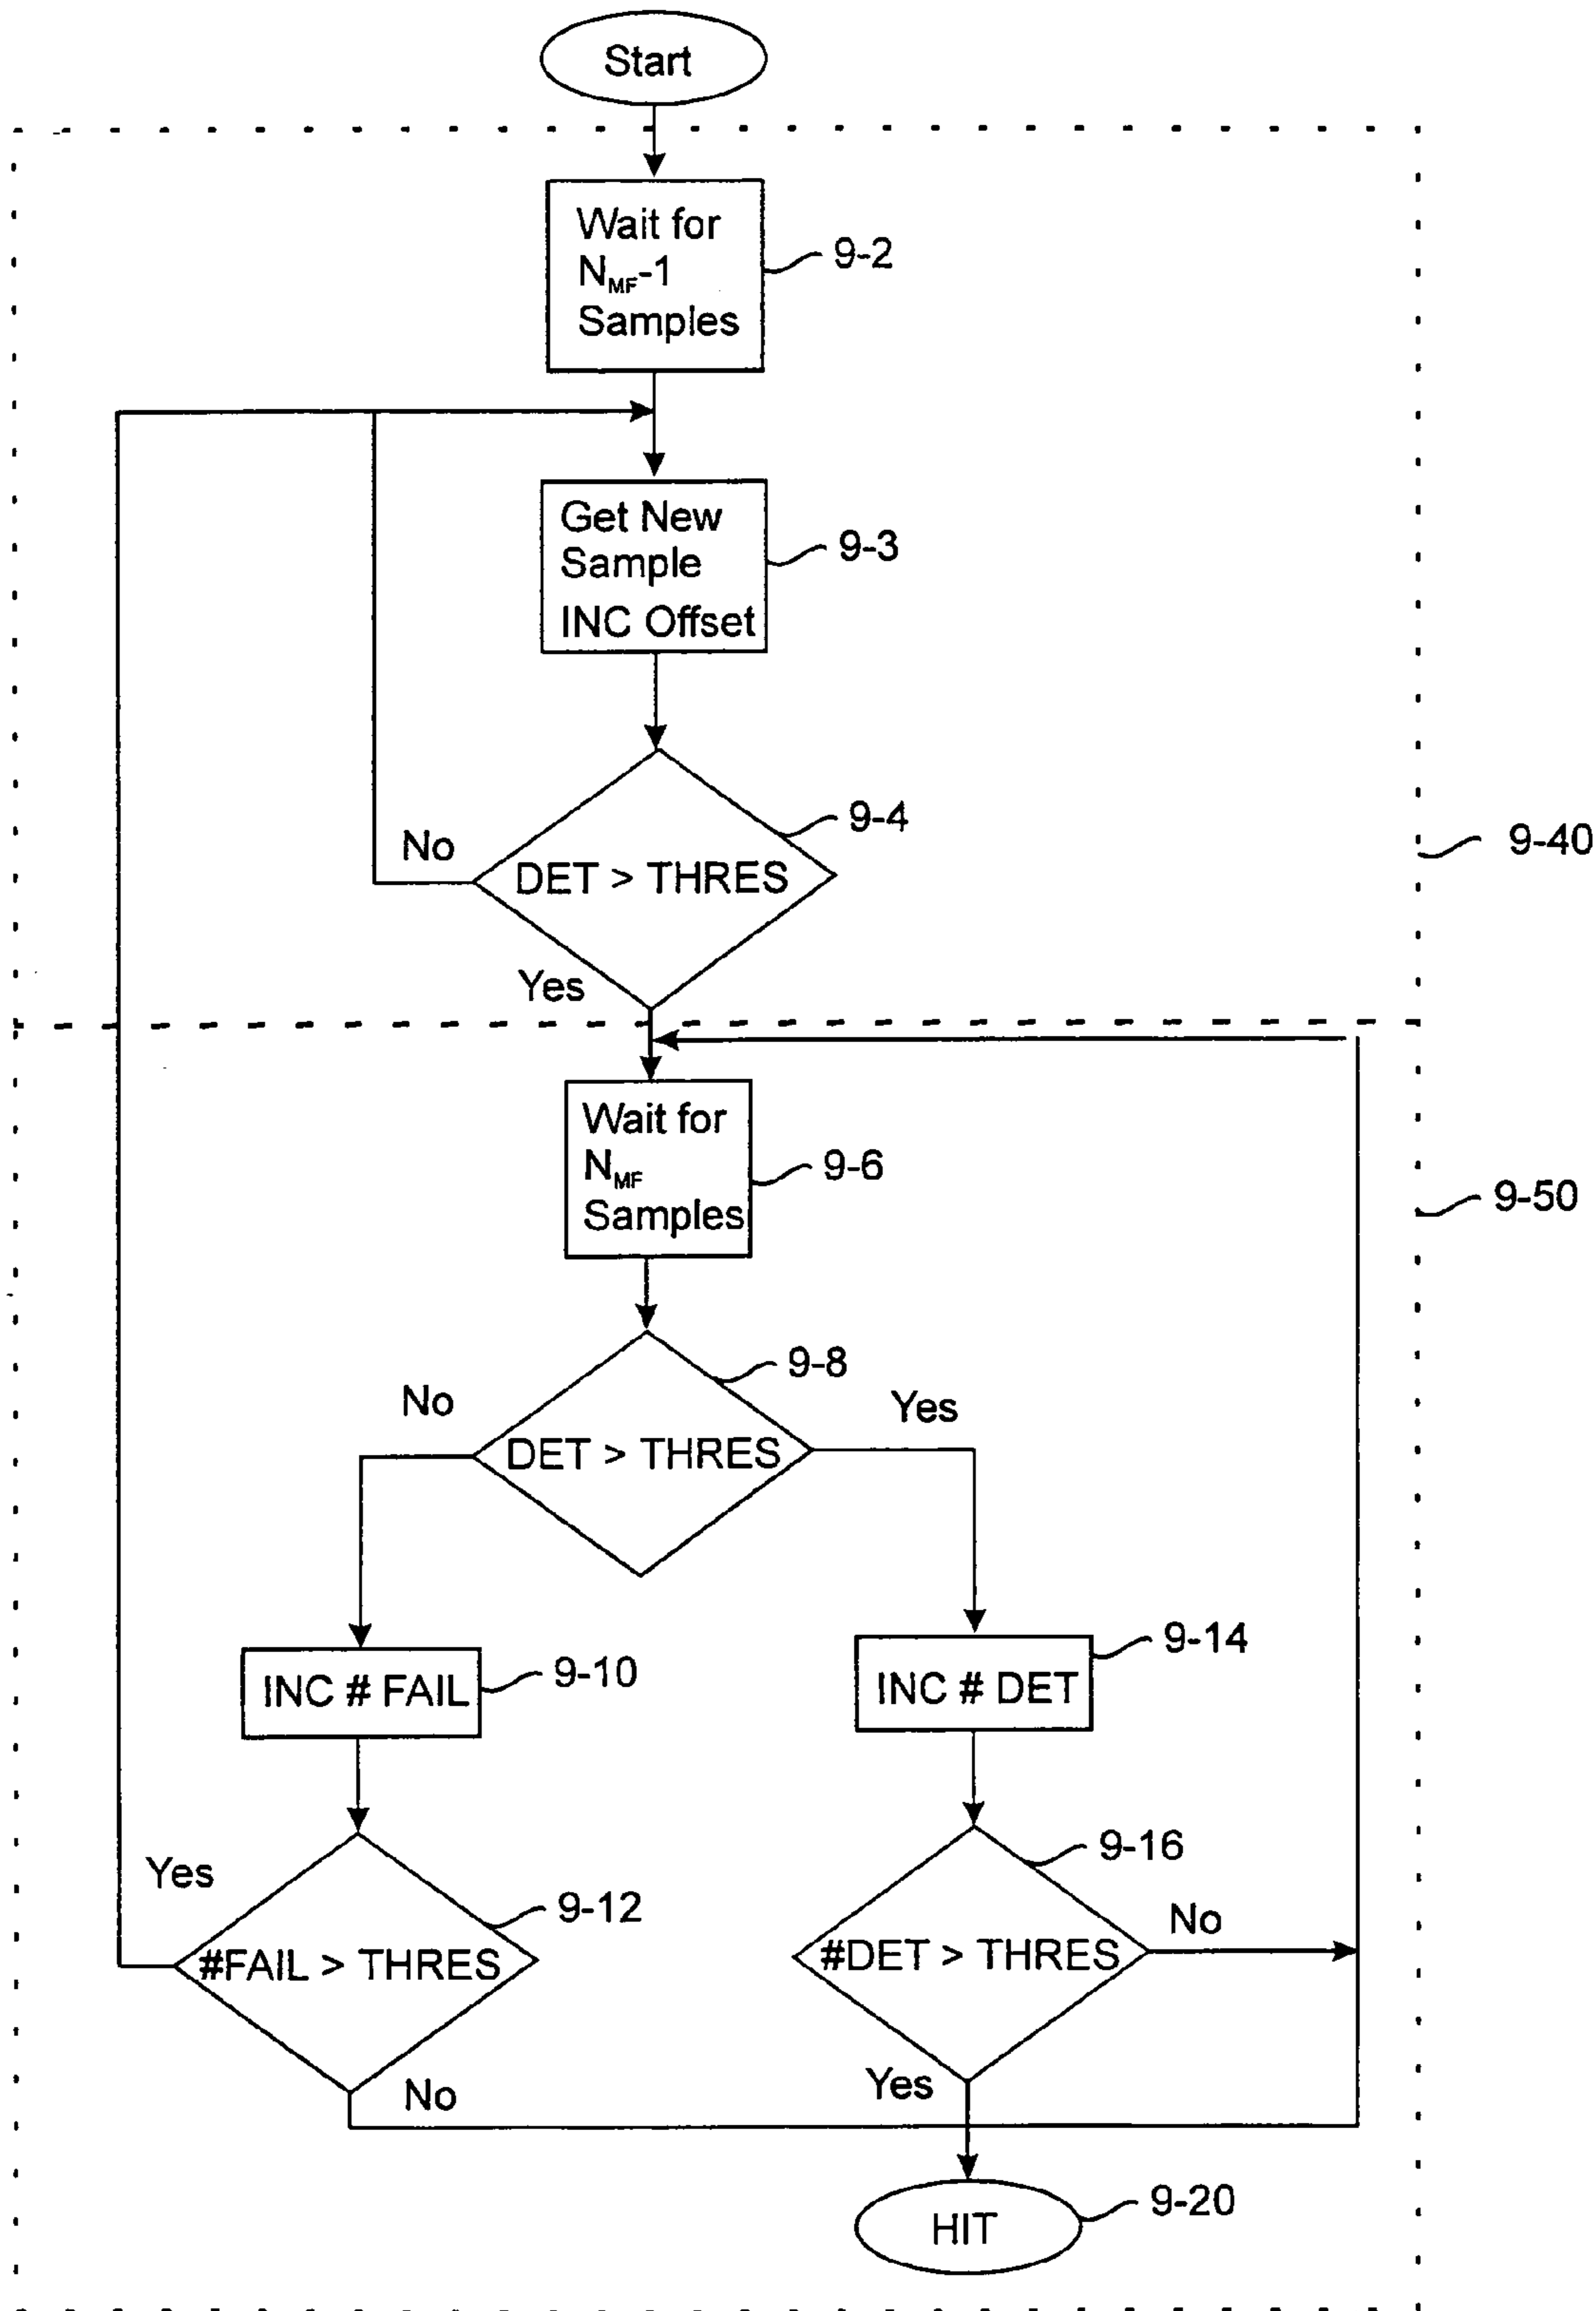 Start
Wait for
N_MF-1
Samples
9-2
Get New
Sample
INC Offset
9-3
9-4
No
DET > THRES
9-40
Yes
Wait for
N_MF
Samples
9-6
9-50
9-8
No
Yes
DET > THRES
9-14
INC # FAIL
9-10
INC # DET
9-16
Yes
9-12
No
#FAIL > THRES
#DET > THRES
Yes
No
9-20
HIT